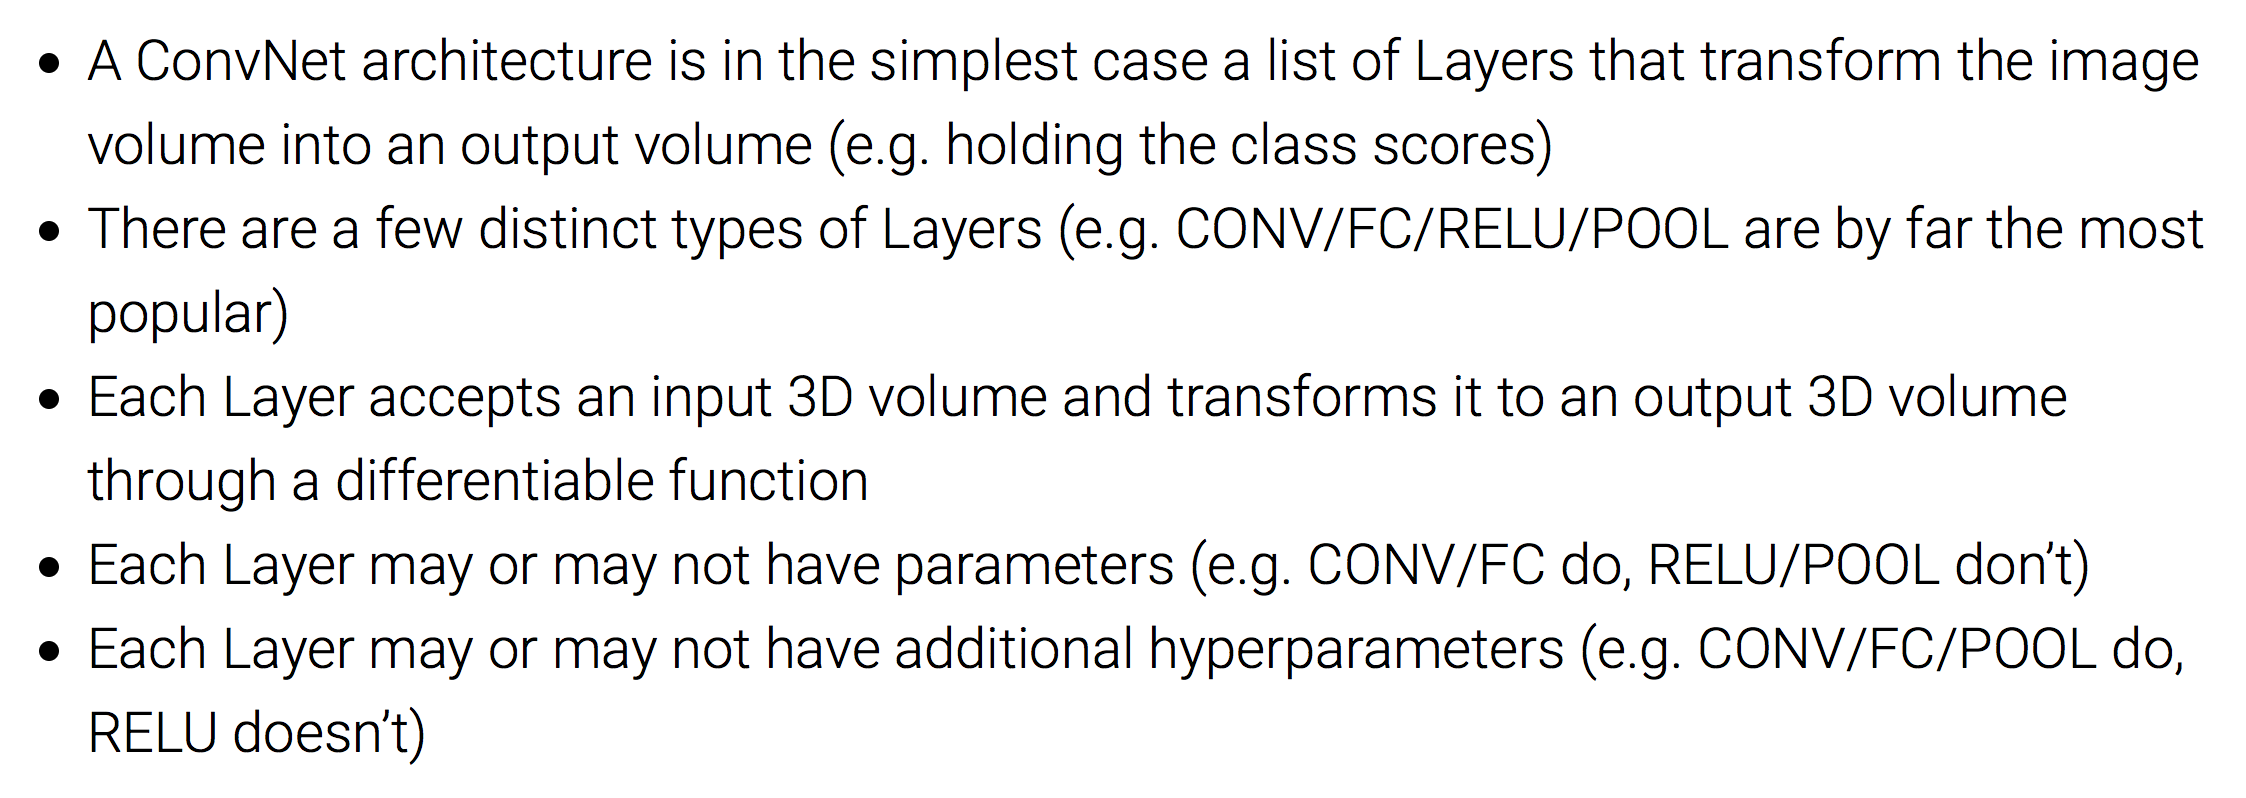 • A ConvNet architecture is in the simplest case a list of Layers that transform the image
volume into an output volume (e.g. holding the class scores)
• There are a few distinct types of Layers (e.g. CONV/FC/RELU/POOL are by far the most
popular)
• Each Layer accepts an input 3D volume and transforms it to an output 3D volume
through a differentiable function
• Each Layer may or may not have parameters (e.g. CONV/FC do, RELU/POOL don’t)
• Each Layer may or may not have additional hyperparameters (e.g. CONV/FC/POOL do,
RELU doesn’t)